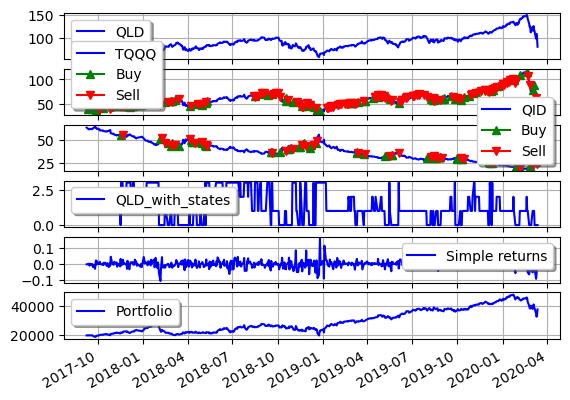 150
100
QLD
TQQQ
Buy
Sell
100
50
QID
Buy
Sell
50
25
2.5
0.0
QLD_with_states
0.1
0.0
-0.1
Simple returns
40000
20000
Portfolio
2017-10 2018-01 2018-04 2018-07 2018-10 2019-01 2019-04 2019-07 2019-10 2020-01 2020-04